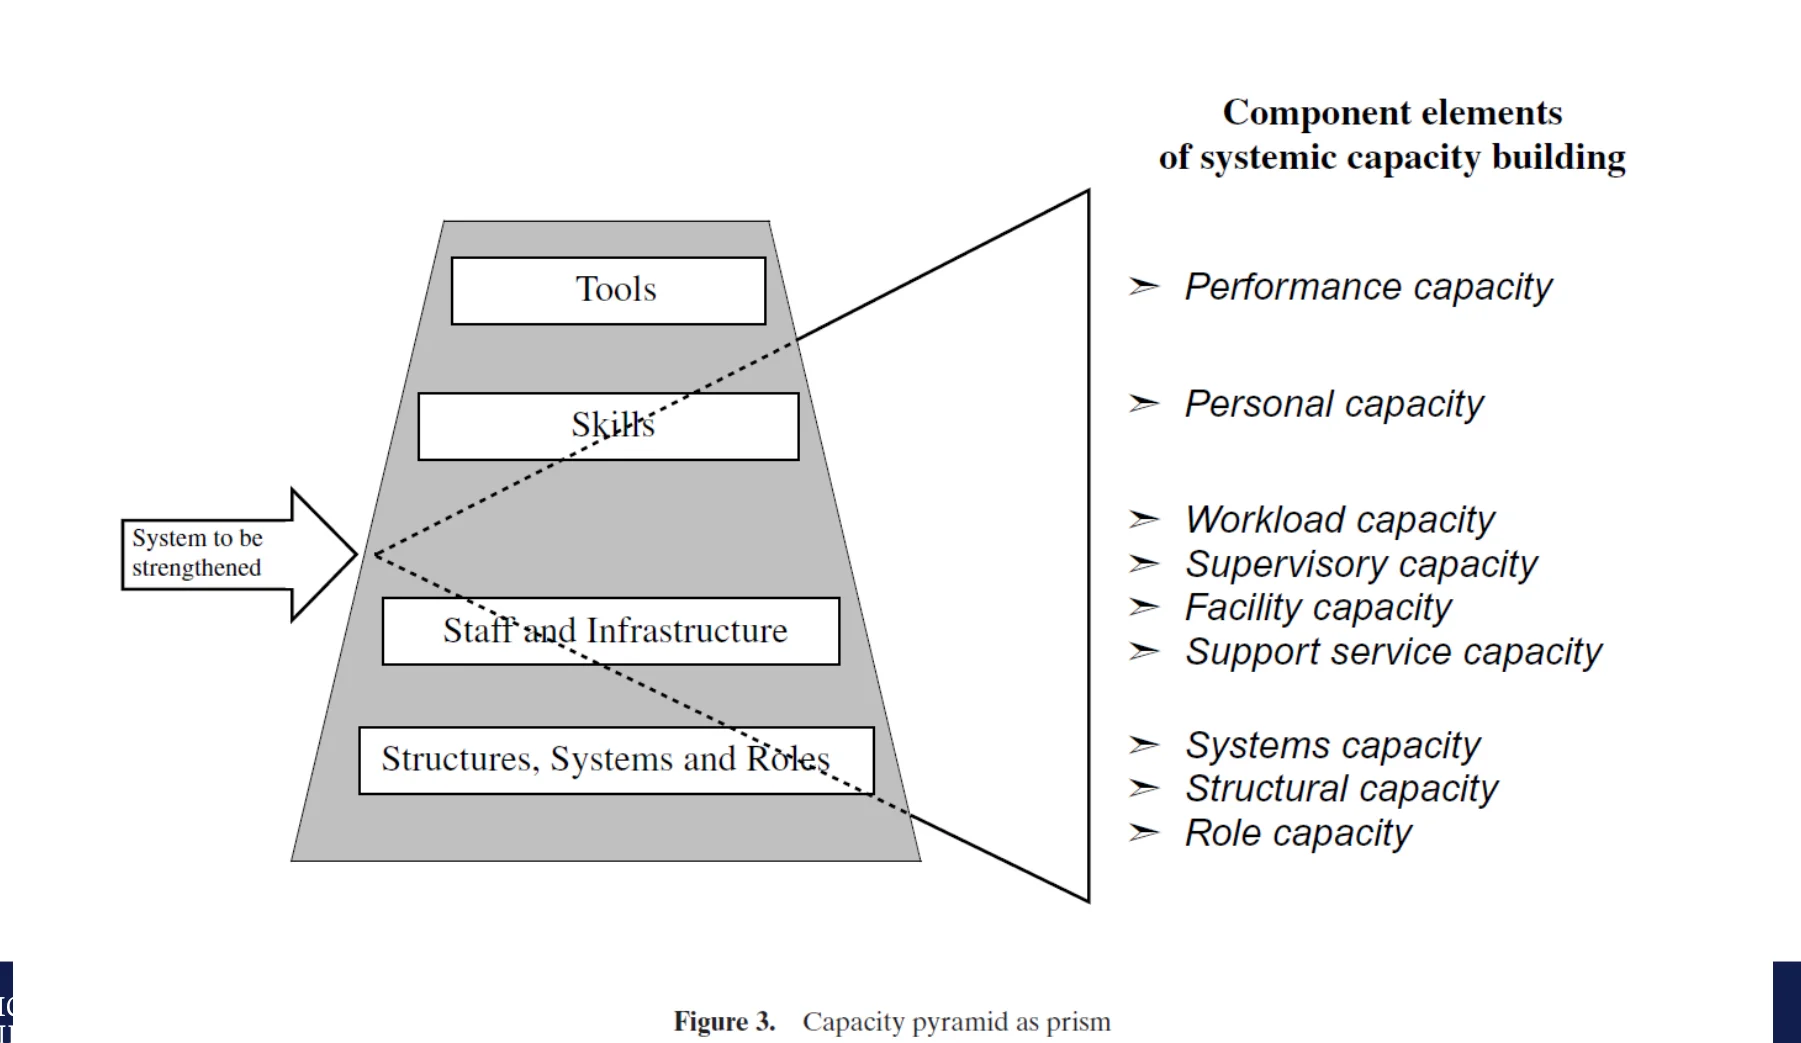 Component elements
of systemic capacity building
Tools
Skills
System to be
strengthened
Staff and Infrastructure
Structures, Systems and Roles
➢ Performance capacity
➢ Personal capacity
➢ Workload capacity
➢ Supervisory capacity
➢ Facility capacity
➢ Support service capacity
➢ Systems capacity
➢ Structural capacity
➢ Role capacity
Figure 3. Capacity pyramid as prism